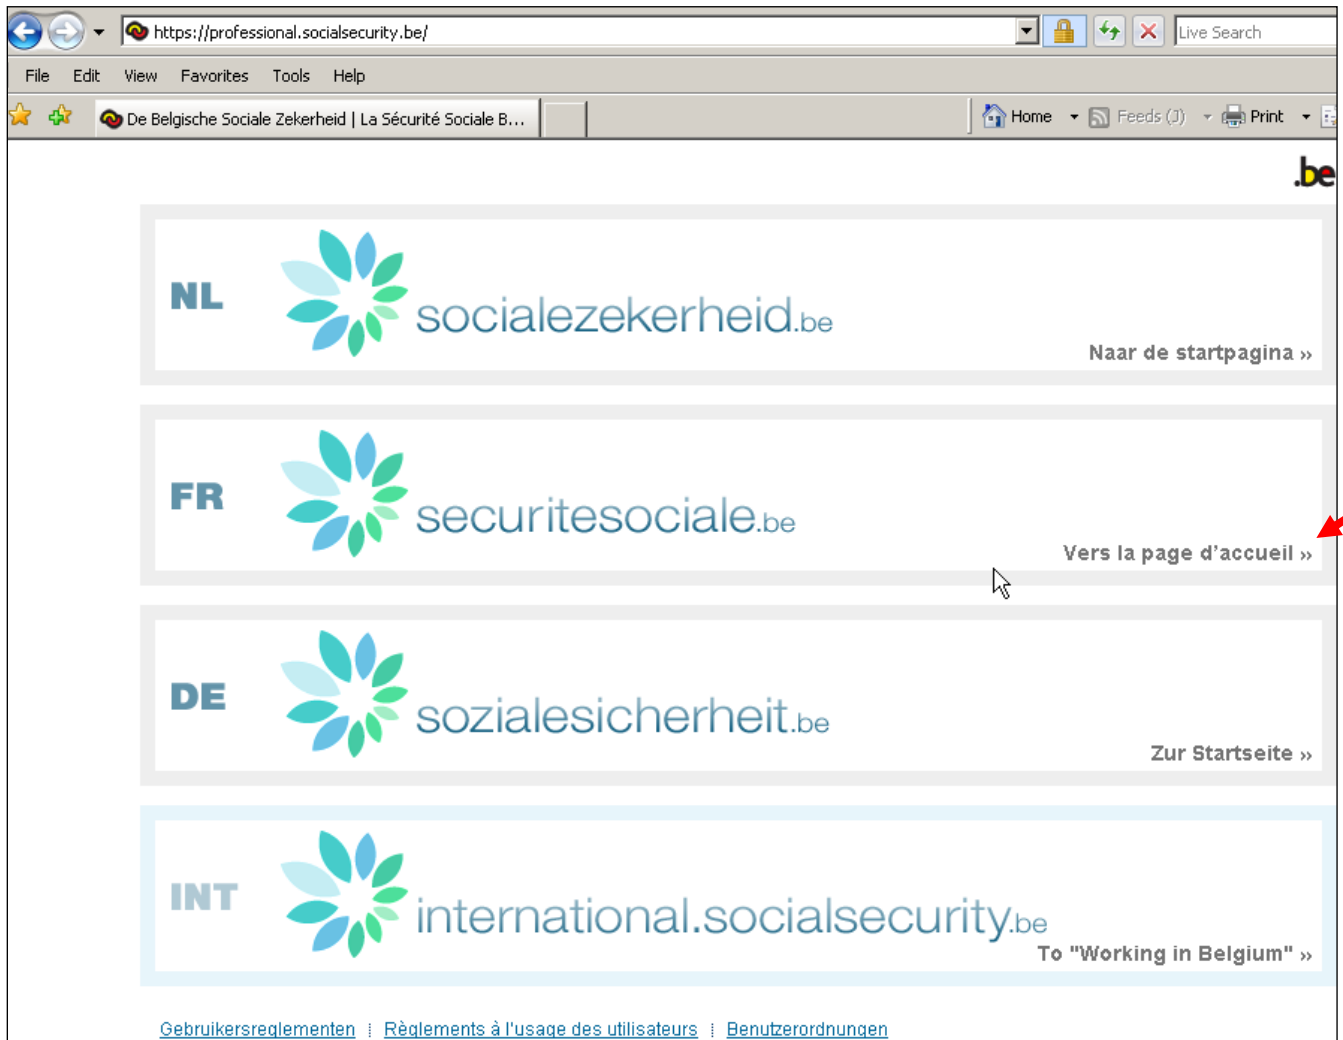 https://professional.socialsecurity.be/
Live Search
File Edit View Favorites Tools Help
De Belgische Sociale Zekerheid | La Sécurité Sociale B...
Home Feeds (J) Print
.be
NL
socialezekerheid.be
Naar de startpagina »
FR
securitesociale.be
Vers la page d'accueil »
DE
sozialesicherheit.be
Zur Startseite »
INT
international.socialsecurity.be
To "Working in Belgium" »
Gebruikersreglementen ¦ Règlements à l'usage des utilisateurs ¦ Benutzerordnungen